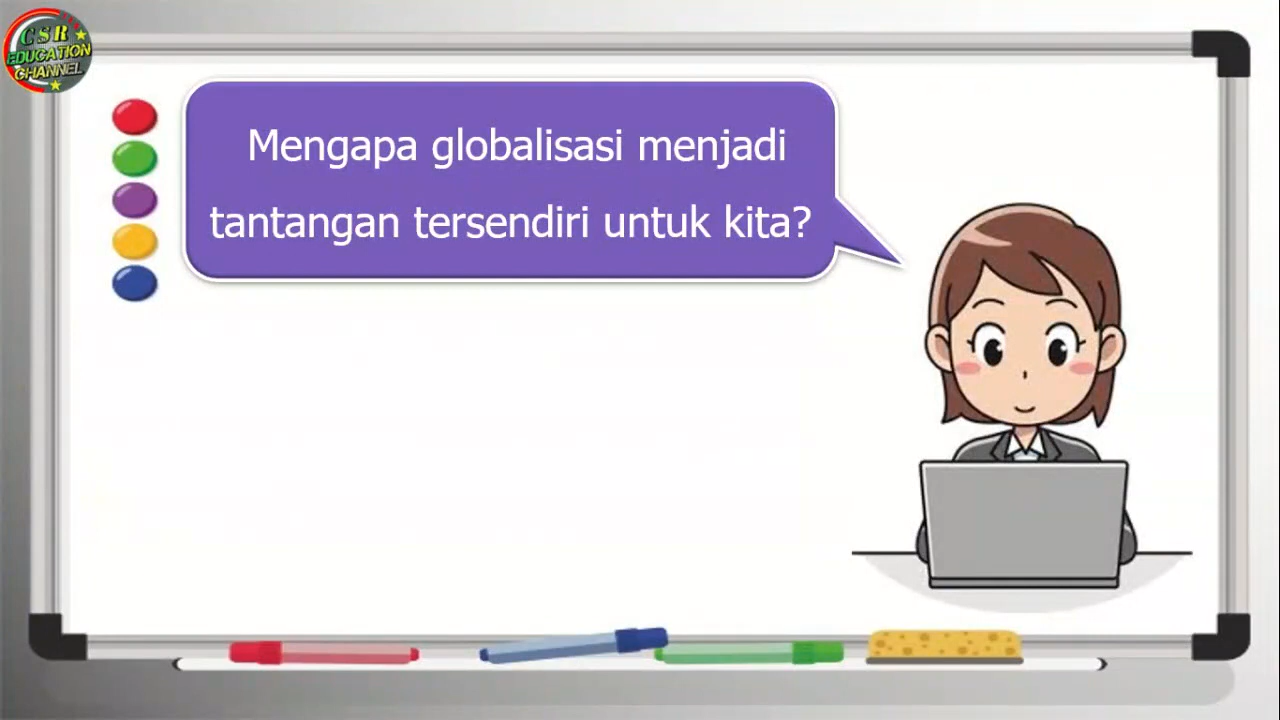 CSR
EDUCATION
CHANNEL
Mengapa globalisasi menjadi
tantangan tersendiri untuk kita?